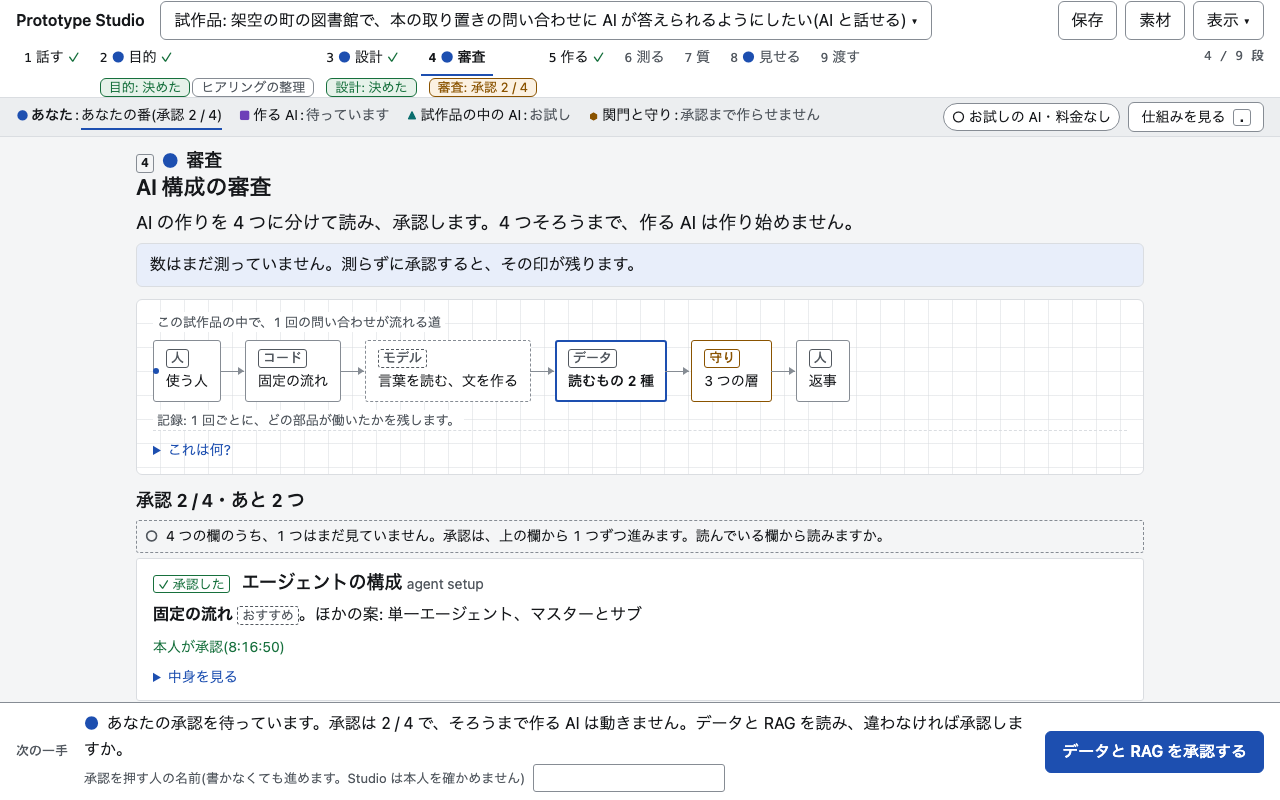 Prototype Studio
試作品: 架空の町の図書館で、本の取り置きの問い合わせに AI が答えられるようにしたい(AI と話せる) ▾
保存
素材
表示 ▾
1 話す ✓
2 ● 目的 ✓
3 ● 設計 ✓
4 ● 審査
5 作る ✓
6 測る
7 質
8 ● 見せる
9 渡す
4 / 9 段
目的: 決めた
ヒアリングの整理
設計: 決めた
審査: 承認 2 / 4
あなた: あなたの番(承認 2 / 4)
作る AI: 待っています
試作品の中の AI: お試し
関門と守り: 承認まで作らせません
お試しの AI・料金なし
仕組みを見る .
4 ● 審査
AI 構成の審査
AI の作りを 4 つに分けて読み、承認します。4 つそろうまで、作る AI は作り始めません。
数はまだ測っていません。測らずに承認すると、その印が残ります。
この試作品の中で、1 回の問い合わせが流れる道
人
使う人
コード
固定の流れ
モデル
言葉を読む、文を作る
データ
読むもの 2 種
守り
3 つの層
人
返事
記録: 1 回ごとに、どの部品が働いたかを残します。
▶ これは何?
承認 2 / 4・あと 2 つ
4 つの欄のうち、1 つはまだ見ていません。承認は、上の欄から 1 つずつ進みます。読んでいる欄から読みますか。
✓ 承認した エージェントの構成 agent setup
固定の流れ おすすめ。ほかの案: 単一エージェント、マスターとサブ
本人が承認(8:16:50)
▶ 中身を見る
次の一手
あなたの承認を待っています。承認は 2 / 4 で、そろうまで作る AI は動きません。データと RAG を読み、違わなければ承認しま
すか。
承認を押す人の名前(書かなくても進めます。Studio は本人を確かめません)
データと RAG を承認する